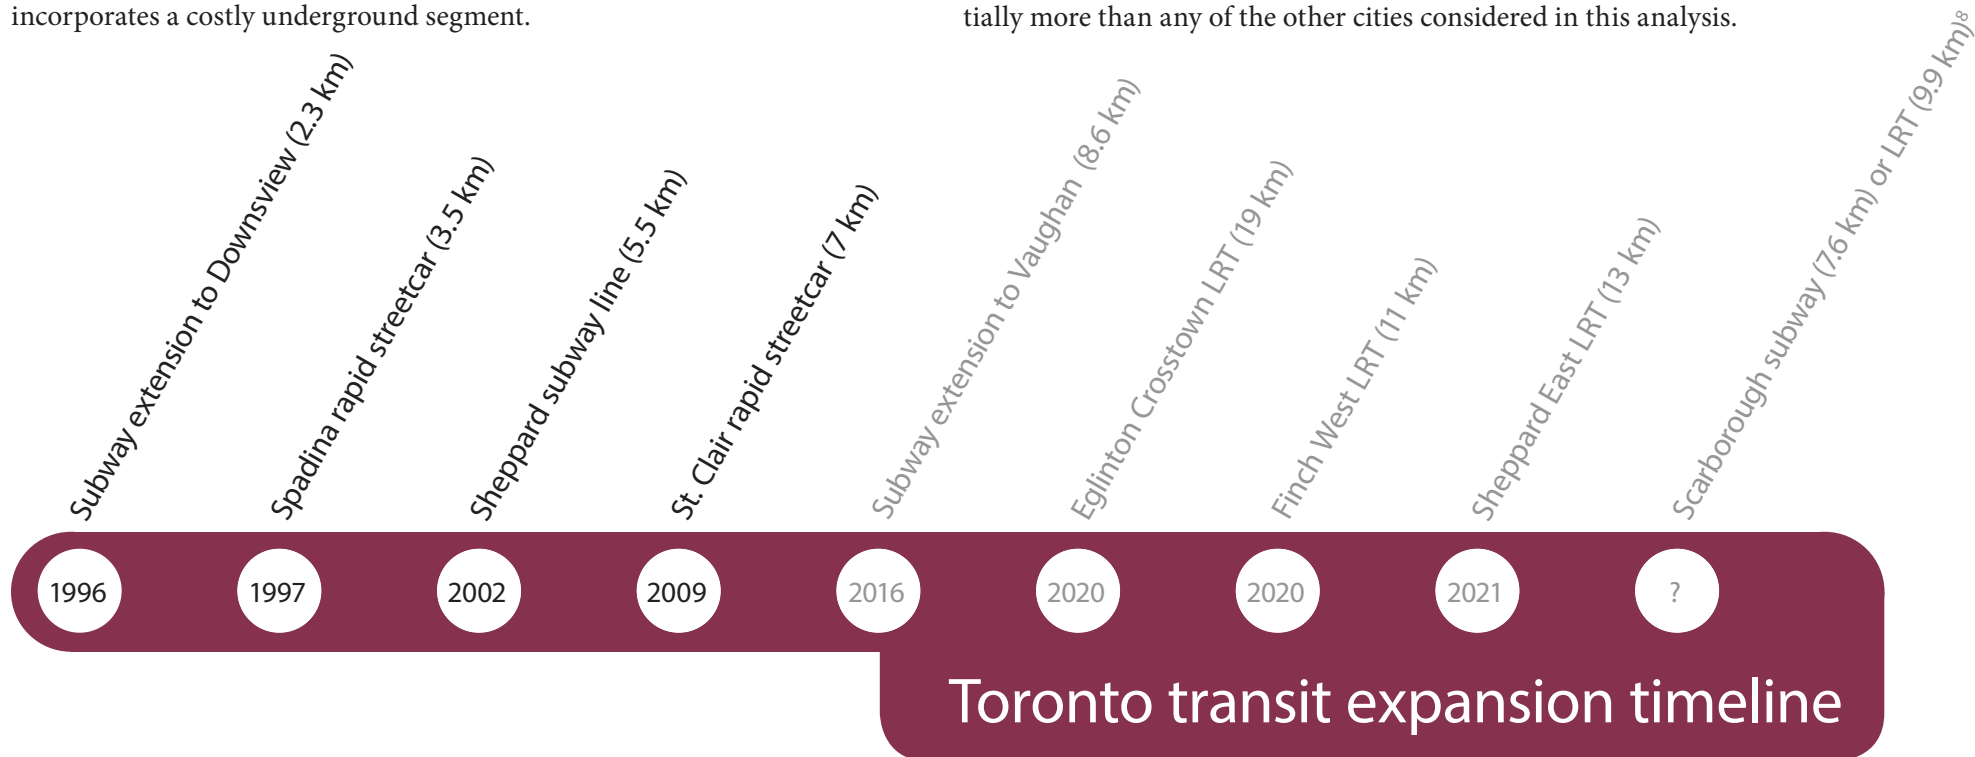 incorporates a costly underground segment.
tially more than any of the other cities considered in this analysis.
Subway extension to Downsview (2.3 km)
Spadina rapid streetcar (3.5 km)
Sheppard subway line (5.5 km)
St. Clair rapid streetcar (7 km)
Subway extension to Vaughan (8.6 km)
Eglinton Crosstown LRT (19 km)
Finch West LRT (11 km)
Sheppard East LRT (13 km)
Scarborough subway (7.6 km) or LRT (9.9 km)⁸
1996
1997
2002
2009
2016
2020
2020
2021
?
Toronto transit expansion timeline